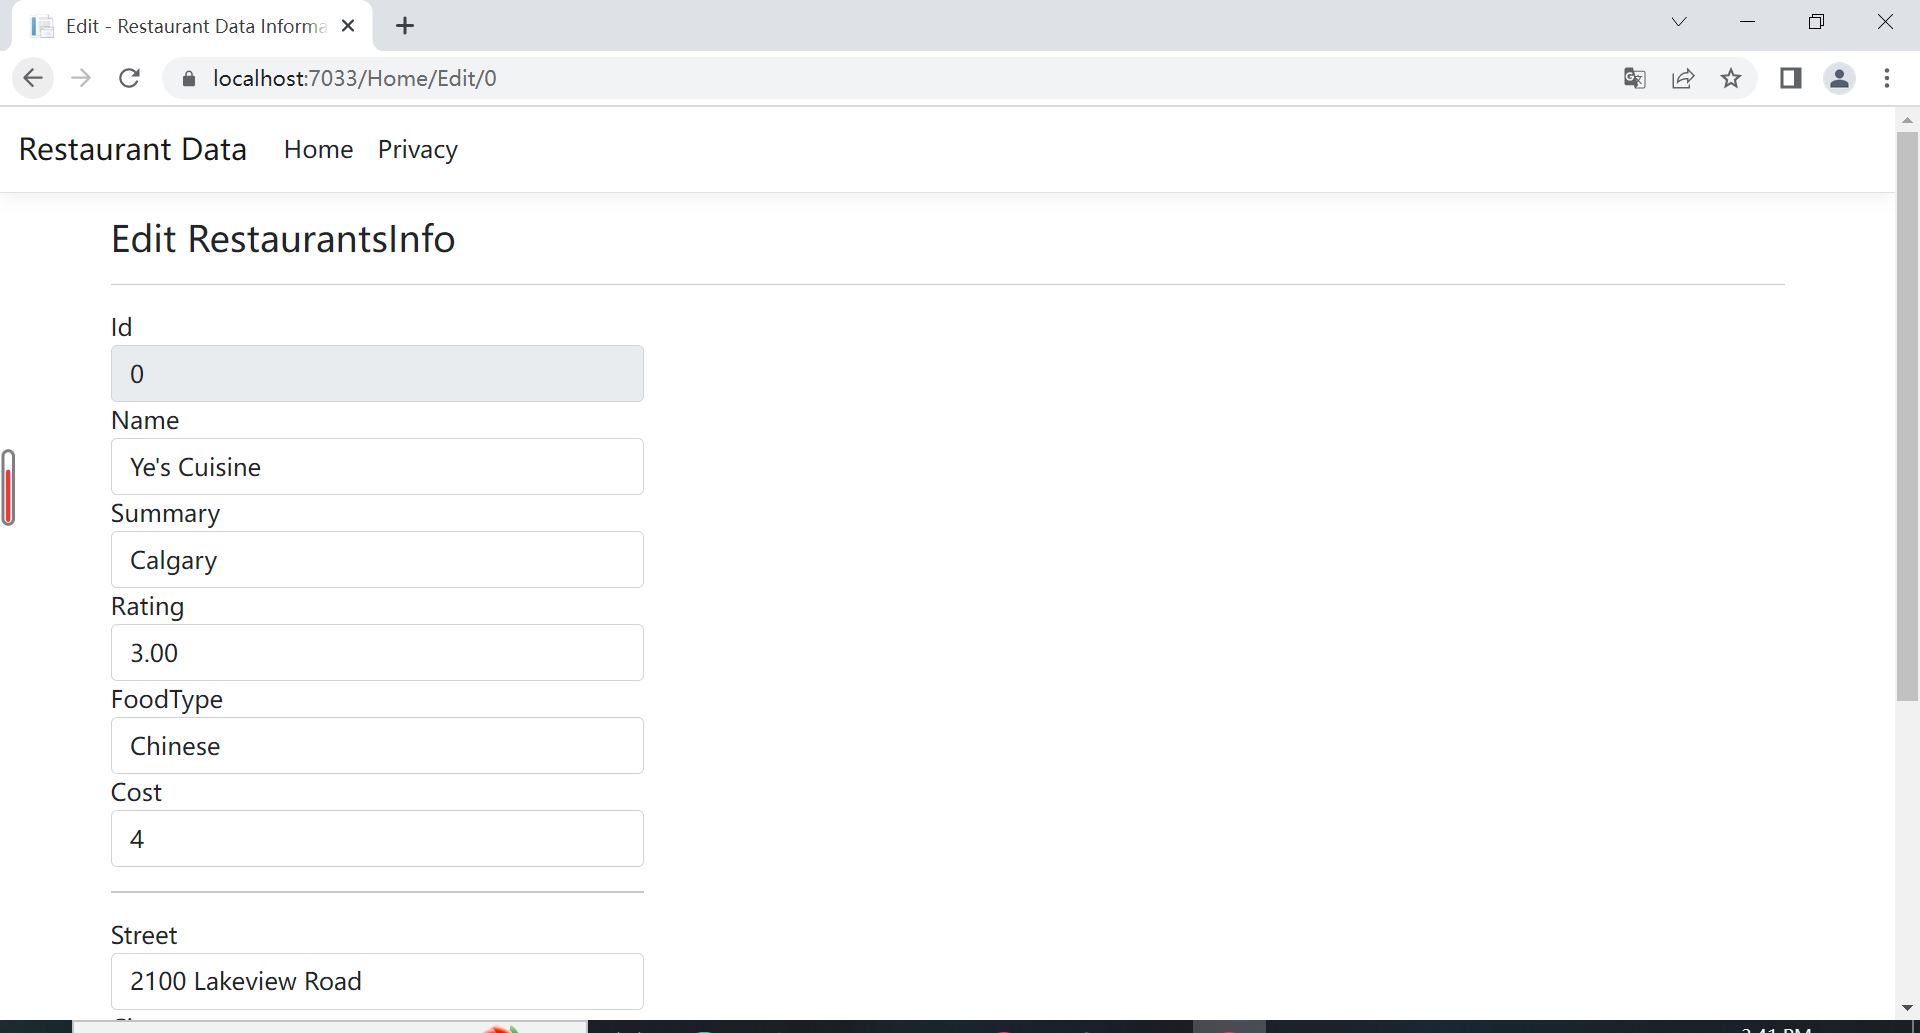 Edit - Restaurant Data Informa
localhost:7033/Home/Edit/0
Restaurant Data Home Privacy
Edit RestaurantsInfo
Id
0
Name
Ye's Cuisine
Summary
Calgary
Rating
3.00
FoodType
Chinese
Cost
4
Street
2100 Lakeview Road